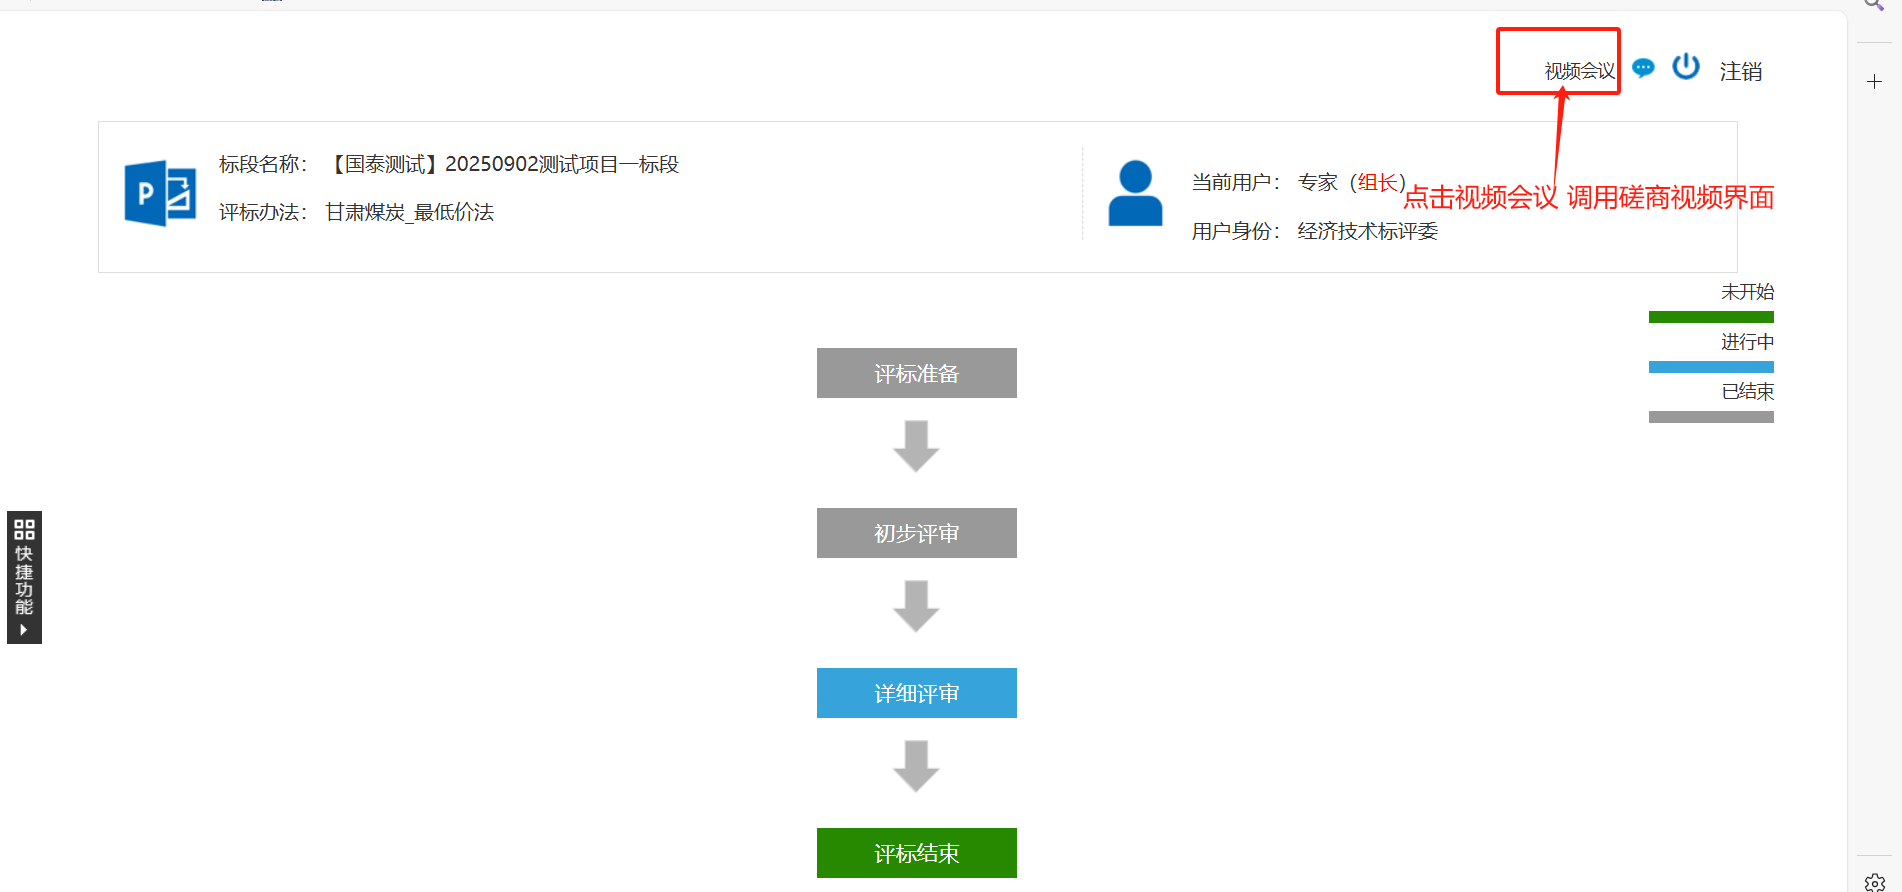 视频会议
注销
标段名称： 【国泰测试】20250902测试项目一标段
评标办法： 甘肃煤炭_最低价法
P
当前用户： 专家（组长）
用户身份： 经济技术标评委
点击视频会议 调用磋商视频界面
未开始
进行中
已结束
评标准备
初步评审
详细评审
评标结束
快捷功能